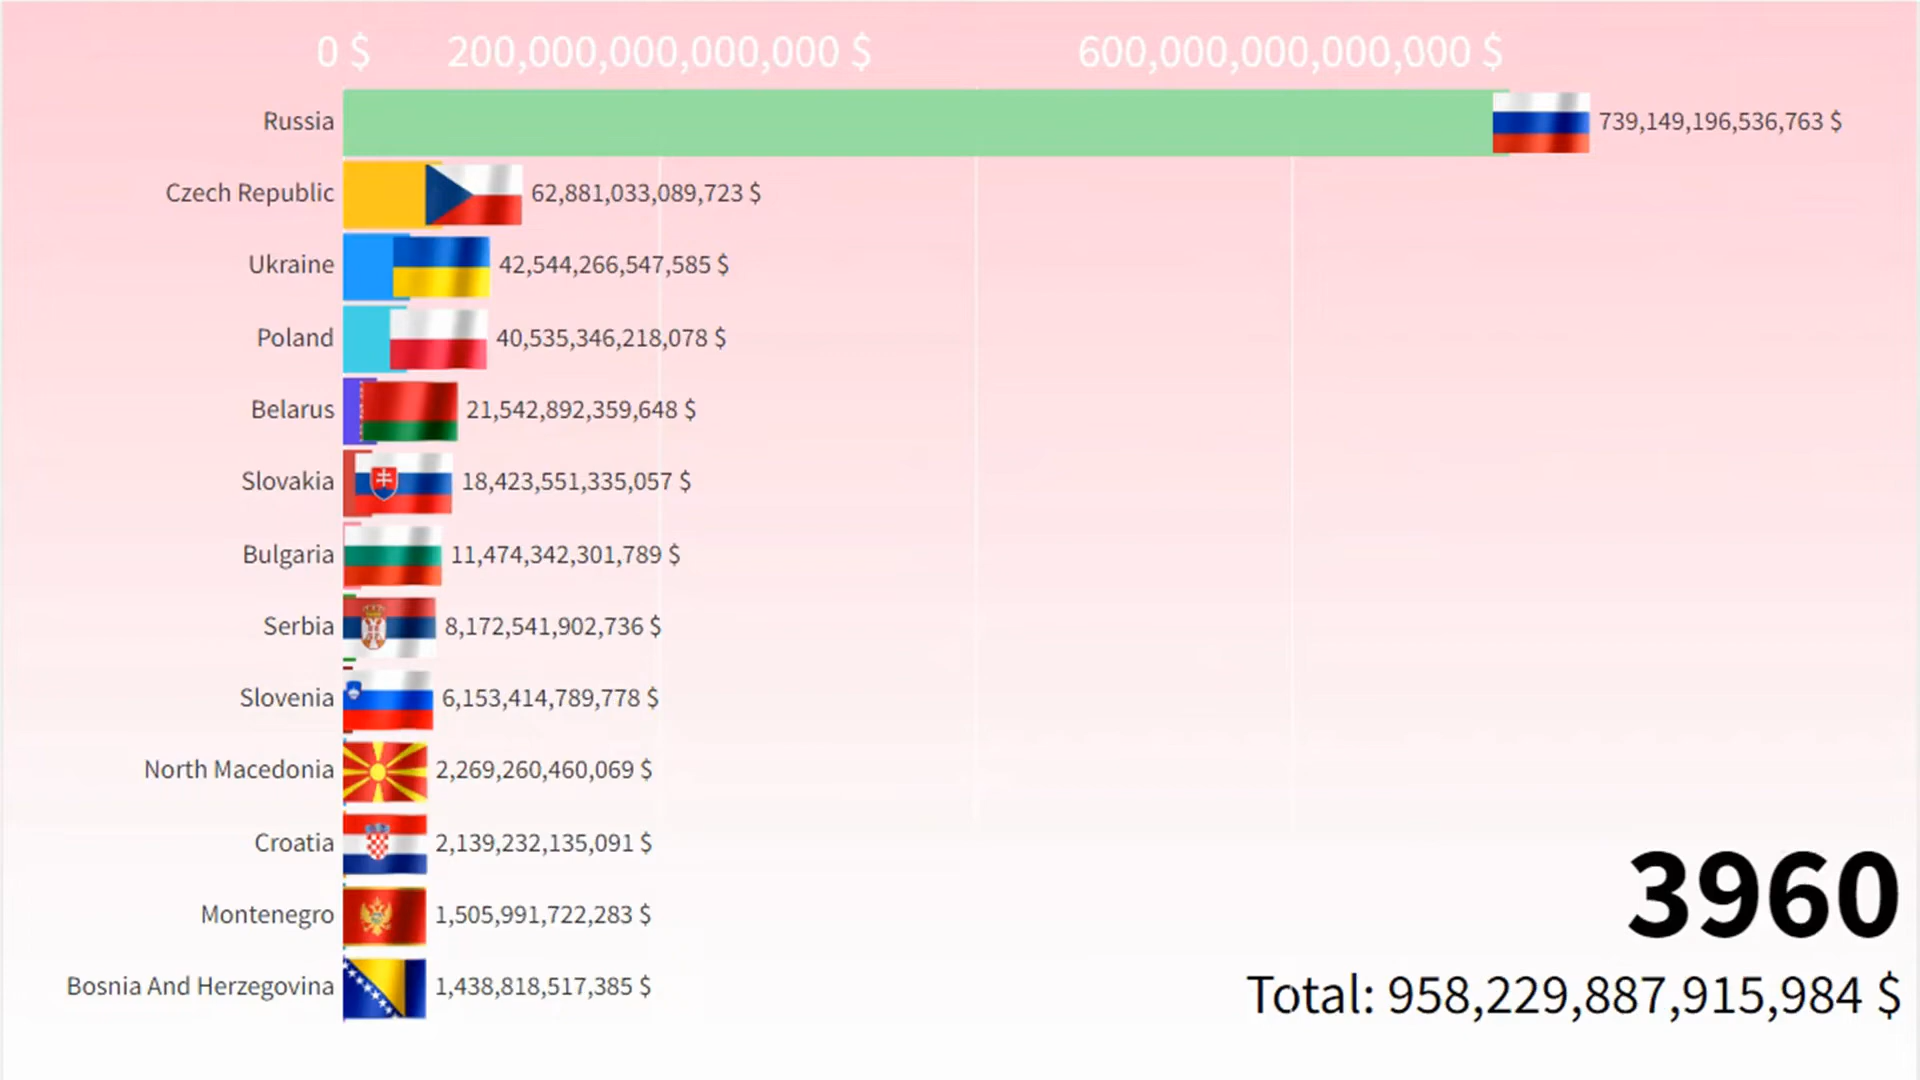 0 $ 200,000,000,000,000 $ 600,000,000,000,000 $
Russia 739,149,196,536,763 $
Czech Republic 62,881,033,089,723 $
Ukraine 42,544,266,547,585 $
Poland 40,535,346,218,078 $
Belarus 21,542,892,359,648 $
Slovakia 18,423,551,335,057 $
Bulgaria 11,474,342,301,789 $
Serbia 8,172,541,902,736 $
Slovenia 6,153,414,789,778 $
North Macedonia 2,269,260,460,069 $
Croatia 2,139,232,135,091 $
Montenegro 1,505,991,722,283 $
Bosnia And Herzegovina 1,438,818,517,385 $
3960
Total: 958,229,887,915,984 $